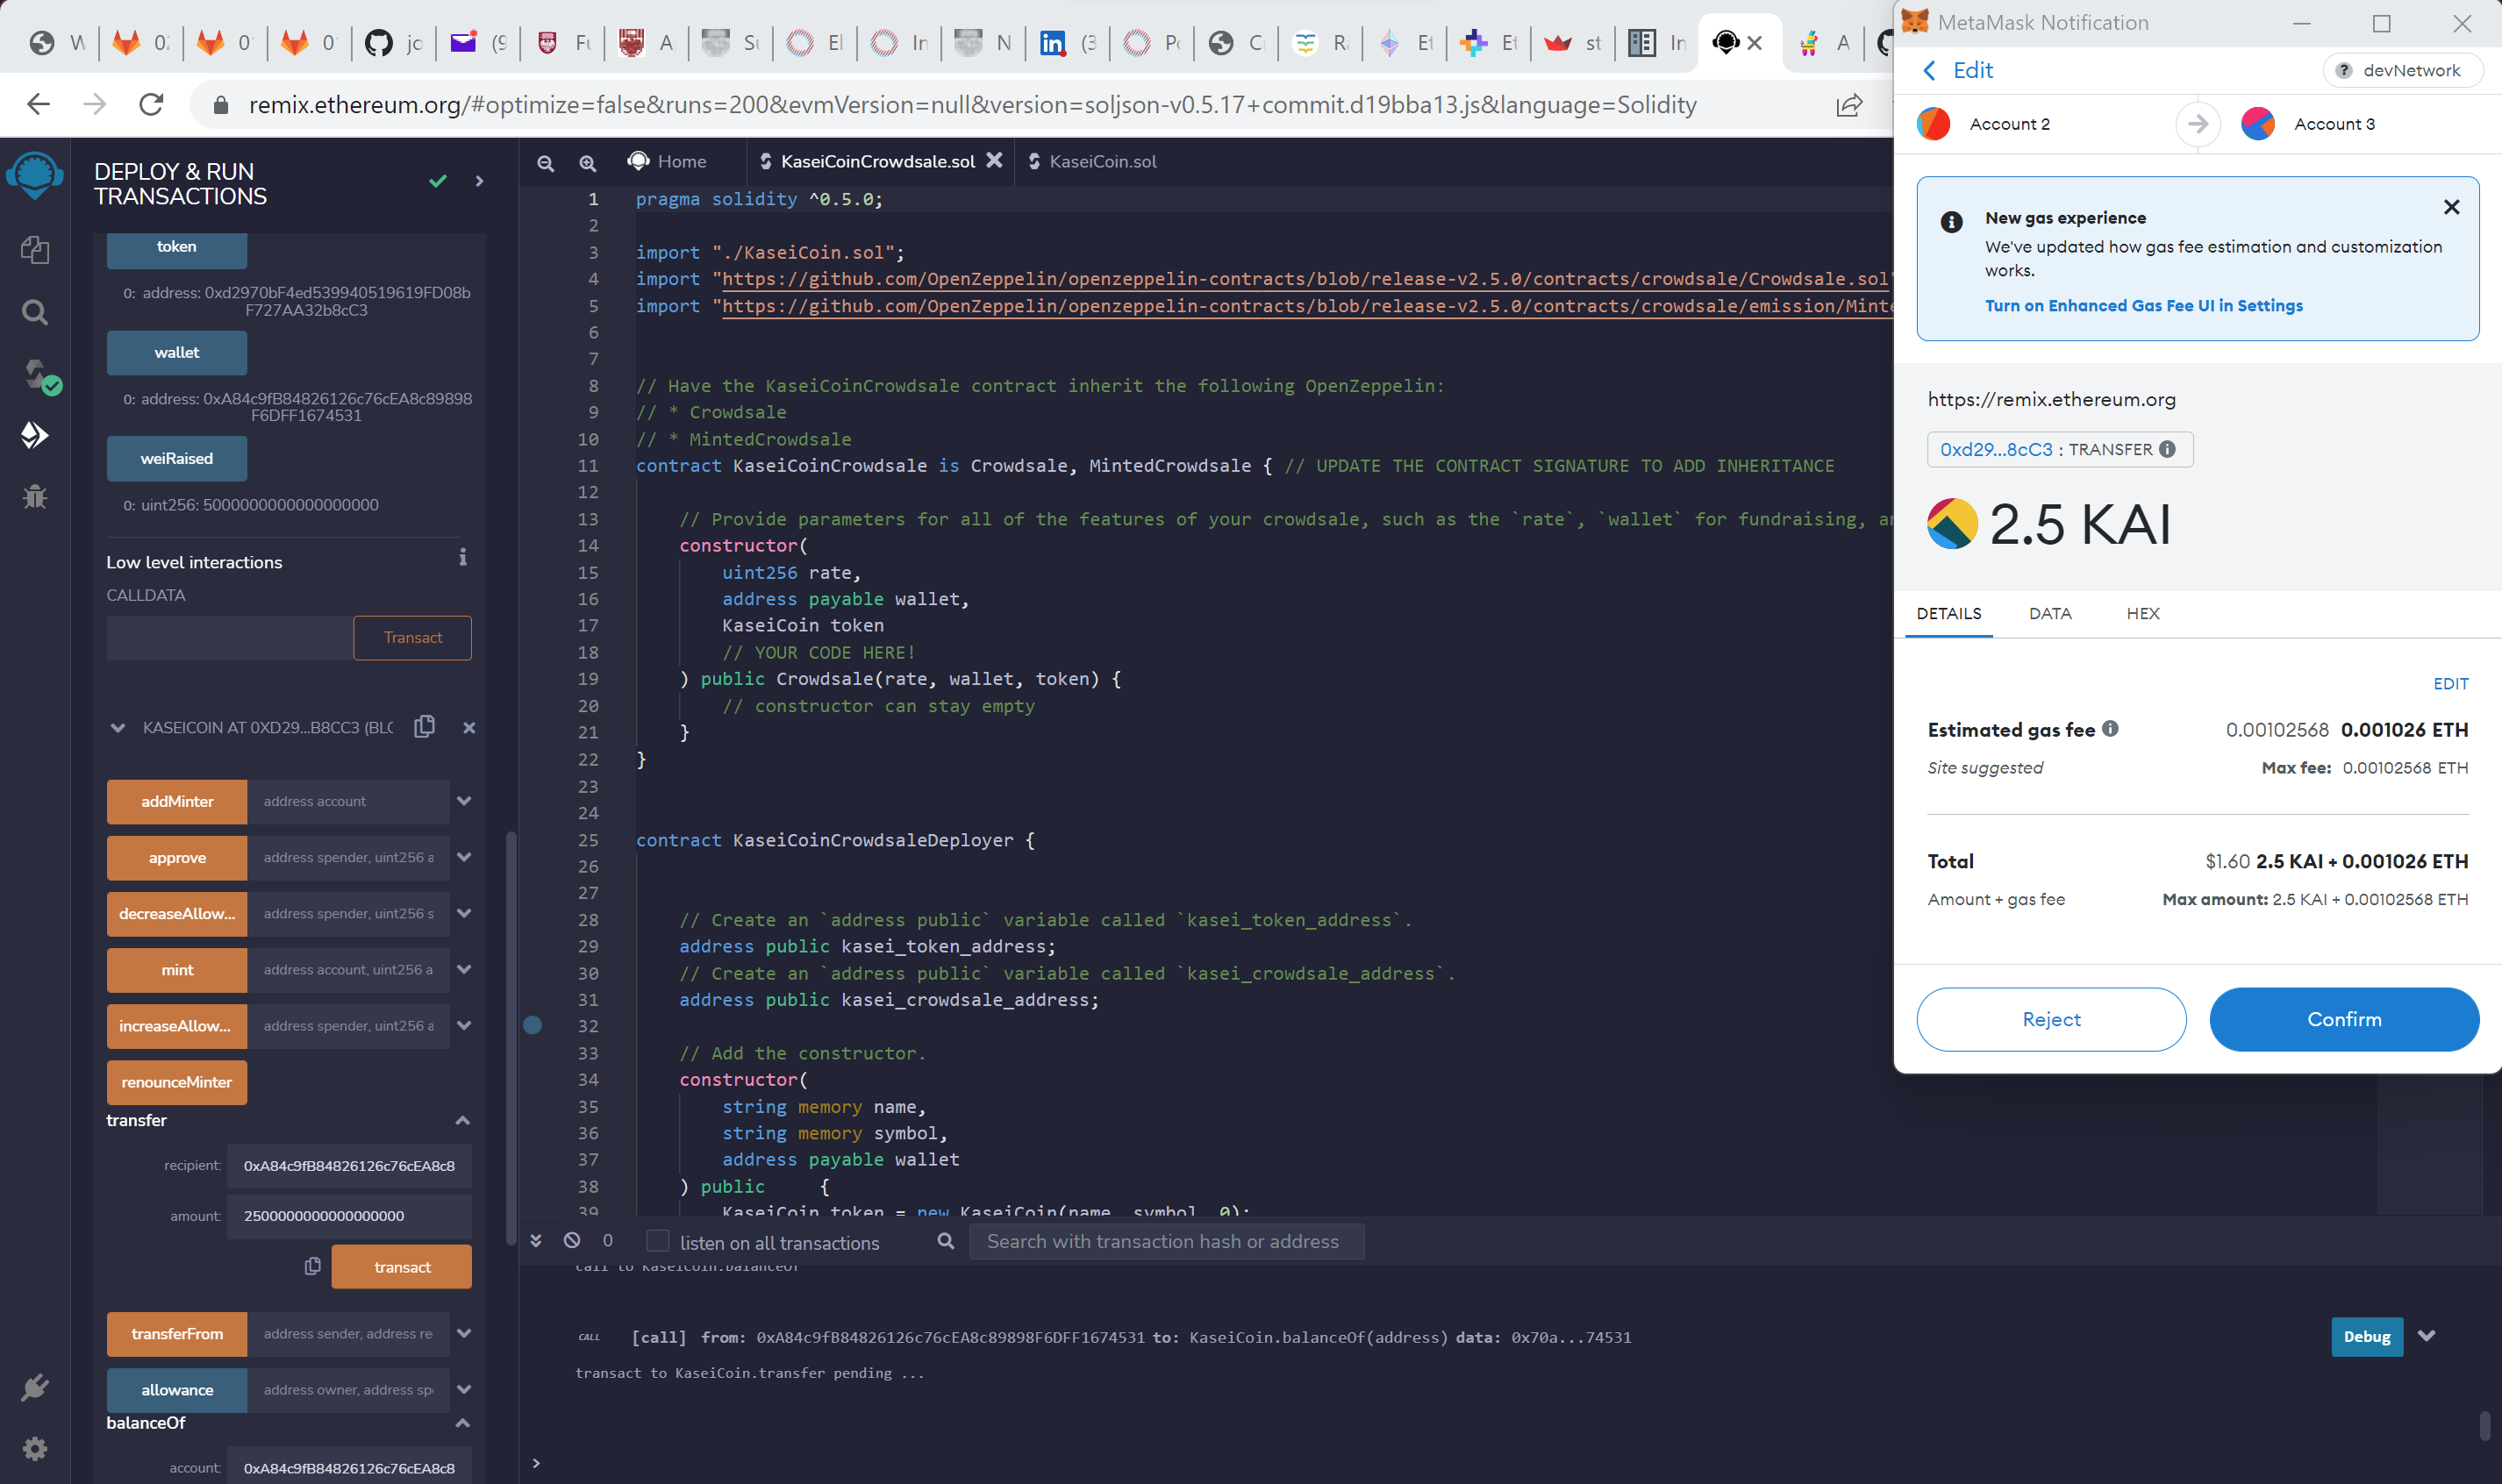 MetaMask Notification
remix.ethereum.org/#optimize=false&runs=200&evmVersion=null&version=soljson-v0.5.17+commit.d19bba13.js&language=Solidity
DEPLOY & RUN
TRANSACTIONS
token
0: address: 0xd2970bF4ed539940519619FD08b
F727AA32b8cC3
wallet
0: address: 0xA84c9fB84826126c76cEA8c89898
F6DFF1674531
weiRaised
0: uint256: 5000000000000000000
Low level interactions
i
CALLDATA
Transact
KASEICOIN AT 0XD29...B8CC3 (BLC
addMinter address account
approve address spender, uint256 a
decreaseAllow... address spender, uint256 s
mint address account, uint256 a
increaseAllow... address spender, uint256 a
renounceMinter
transfer
recipient: 0xA84c9fB84826126c76cEA8c8
amount: 2500000000000000000
transact
transferFrom address sender, address re
allowance address owner, address sp
balanceOf
account: 0xA84c9fB84826126c76cEA8c8
Home
KaseiCoinCrowdsale.sol
KaseiCoin.sol
1 pragma solidity ^0.5.0;
2
3 import "./KaseiCoin.sol";
4 import "https://github.com/OpenZeppelin/openzeppelin-contracts/blob/release-v2.5.0/contracts/crowdsale/Crowdsale.sol"
5 import "https://github.com/OpenZeppelin/openzeppelin-contracts/blob/release-v2.5.0/contracts/crowdsale/emission/Minte
6
7
8 // Have the KaseiCoinCrowdsale contract inherit the following OpenZeppelin:
9 // * Crowdsale
10 // * MintedCrowdsale
11 contract KaseiCoinCrowdsale is Crowdsale, MintedCrowdsale { // UPDATE THE CONTRACT SIGNATURE TO ADD INHERITANCE
12
13 // Provide parameters for all of the features of your crowdsale, such as the `rate`, `wallet` for fundraising, an
14 constructor(
15 uint256 rate,
16 address payable wallet,
17 KaseiCoin token
18 // YOUR CODE HERE!
19 ) public Crowdsale(rate, wallet, token) {
20 // constructor can stay empty
21 }
22 }
23
24
25 contract KaseiCoinCrowdsaleDeployer {
26
27
28 // Create an `address public` variable called `kasei_token_address`.
29 address public kasei_token_address;
30 // Create an `address public` variable called `kasei_crowdsale_address`.
31 address public kasei_crowdsale_address;
32
33 // Add the constructor.
34 constructor(
35 string memory name,
36 string memory symbol,
37 address payable wallet
38 ) public {
39 KaseiCoin token = new KaseiCoin(name, symbol, 0);
0
listen on all transactions
Search with transaction hash or address
call to KaseiCoin.balanceOf
CALL [call] from: 0xA84c9fB84826126c76cEA8c89898F6DFF1674531 to: KaseiCoin.balanceOf(address) data: 0x70a...74531
Debug
transact to KaseiCoin.transfer pending ...
>
Edit
? devNetwork
Account 2
Account 3
New gas experience
We've updated how gas fee estimation and customization
works.
Turn on Enhanced Gas Fee UI in Settings
https://remix.ethereum.org
0xd29...8cC3 : TRANSFER
2.5 KAI
DETAILS DATA HEX
EDIT
Estimated gas fee 0.00102568 0.001026 ETH
Site suggested Max fee: 0.00102568 ETH
Total $1.60 2.5 KAI + 0.001026 ETH
Amount + gas fee Max amount: 2.5 KAI + 0.00102568 ETH
Reject
Confirm